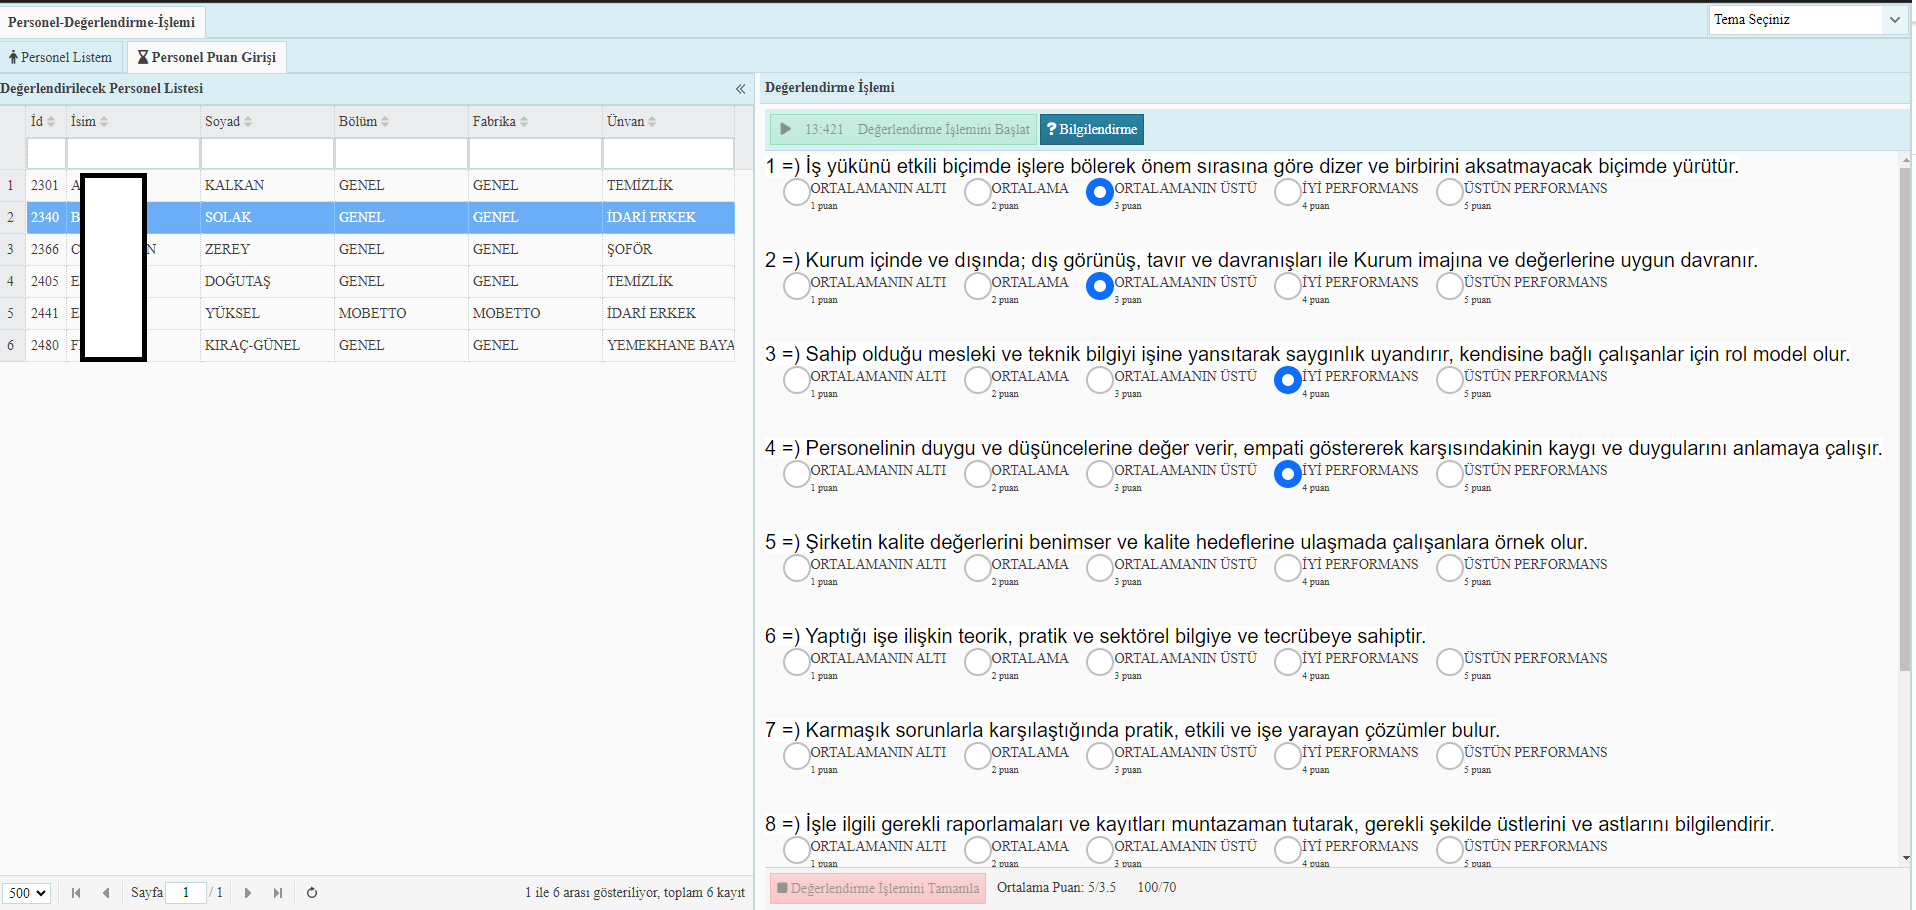 Personel-Değerlendirme-İşlemi
Tema Seçiniz
Personel Listem
Personel Puan Girişi
Değerlendirilecek Personel Listesi
İd İsim Soyad Bölüm Fabrika Ünvan
1 2301 KALKAN GENEL GENEL TEMİZLİK
2 2340 SOLAK GENEL GENEL İDARİ ERKEK
3 2366 ZEREY GENEL GENEL ŞOFÖR
4 2405 DOĞUTAŞ GENEL GENEL TEMİZLİK
5 2441 YÜKSEL MOBETTO MOBETTO İDARİ ERKEK
6 2480 KIRAÇ-GÜNEL GENEL GENEL YEMEKHANE BAYA
500 Sayfa 1 / 1 1 ile 6 arası gösteriliyor, toplam 6 kayıt
Değerlendirme İşlemi
13:421 Değerlendirme İşlemini Başlat
? Bilgilendirme
1 =) İş yükünü etkili biçimde işlere bölerek önem sırasına göre dizer ve birbirini aksatmayacak biçimde yürütür.
ORTALAMANIN ALTI ORTALAMA ORTALAMANIN ÜSTÜ İYİ PERFORMANS ÜSTÜN PERFORMANS
1 puan 2 puan 3 puan 4 puan 5 puan
2 =) Kurum içinde ve dışında; dış görünüş, tavır ve davranışları ile Kurum imajına ve değerlerine uygun davranır.
ORTALAMANIN ALTI ORTALAMA ORTALAMANIN ÜSTÜ İYİ PERFORMANS ÜSTÜN PERFORMANS
1 puan 2 puan 3 puan 4 puan 5 puan
3 =) Sahip olduğu mesleki ve teknik bilgiyi işine yansıtarak saygınlık uyandırır, kendisine bağlı çalışanlar için rol model olur.
ORTALAMANIN ALTI ORTALAMA ORTALAMANIN ÜSTÜ İYİ PERFORMANS ÜSTÜN PERFORMANS
1 puan 2 puan 3 puan 4 puan 5 puan
4 =) Personelinin duygu ve düşüncelerine değer verir, empati göstererek karşısındakinin kaygı ve duygularını anlamaya çalışır.
ORTALAMANIN ALTI ORTALAMA ORTALAMANIN ÜSTÜ İYİ PERFORMANS ÜSTÜN PERFORMANS
1 puan 2 puan 3 puan 4 puan 5 puan
5 =) Şirketin kalite değerlerini benimser ve kalite hedeflerine ulaşmada çalışanlara örnek olur.
ORTALAMANIN ALTI ORTALAMA ORTALAMANIN ÜSTÜ İYİ PERFORMANS ÜSTÜN PERFORMANS
1 puan 2 puan 3 puan 4 puan 5 puan
6 =) Yaptığı işe ilişkin teorik, pratik ve sektörel bilgiye ve tecrübeye sahiptir.
ORTALAMANIN ALTI ORTALAMA ORTALAMANIN ÜSTÜ İYİ PERFORMANS ÜSTÜN PERFORMANS
1 puan 2 puan 3 puan 4 puan 5 puan
7 =) Karmaşık sorunlarla karşılaştığında pratik, etkili ve işe yarayan çözümler bulur.
ORTALAMANIN ALTI ORTALAMA ORTALAMANIN ÜSTÜ İYİ PERFORMANS ÜSTÜN PERFORMANS
1 puan 2 puan 3 puan 4 puan 5 puan
8 =) İşle ilgili gerekli raporlamaları ve kayıtları muntazaman tutarak, gerekli şekilde üstlerini ve astlarını bilgilendirir.
ORTALAMANIN ALTI ORTALAMA ORTALAMANIN ÜSTÜ İYİ PERFORMANS ÜSTÜN PERFORMANS
1 puan 2 puan 3 puan 4 puan 5 puan
Değerlendirme İşlemini Tamamla Ortalama Puan: 5/3.5 100/70